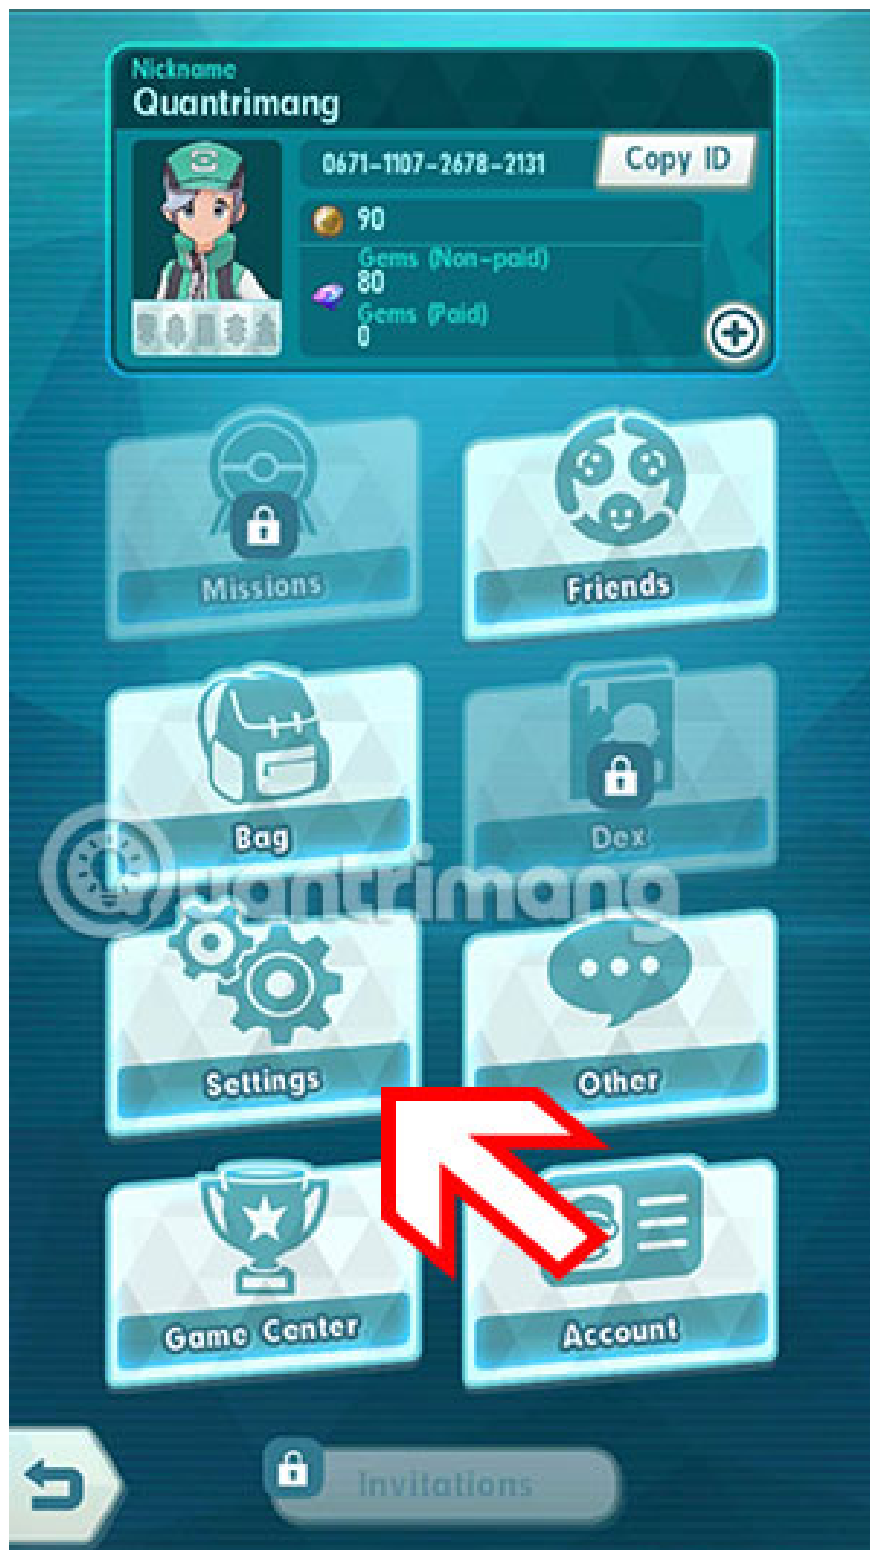 Nickname
Quantrimang
0671-1107-2678-2131
Copy ID
90
Gems (Non-paid)
80
Gems (Paid)
0
Missions
Friends
Bag
Dex
Quantrimang
Settings
Other
Game Center
Account
Invitations